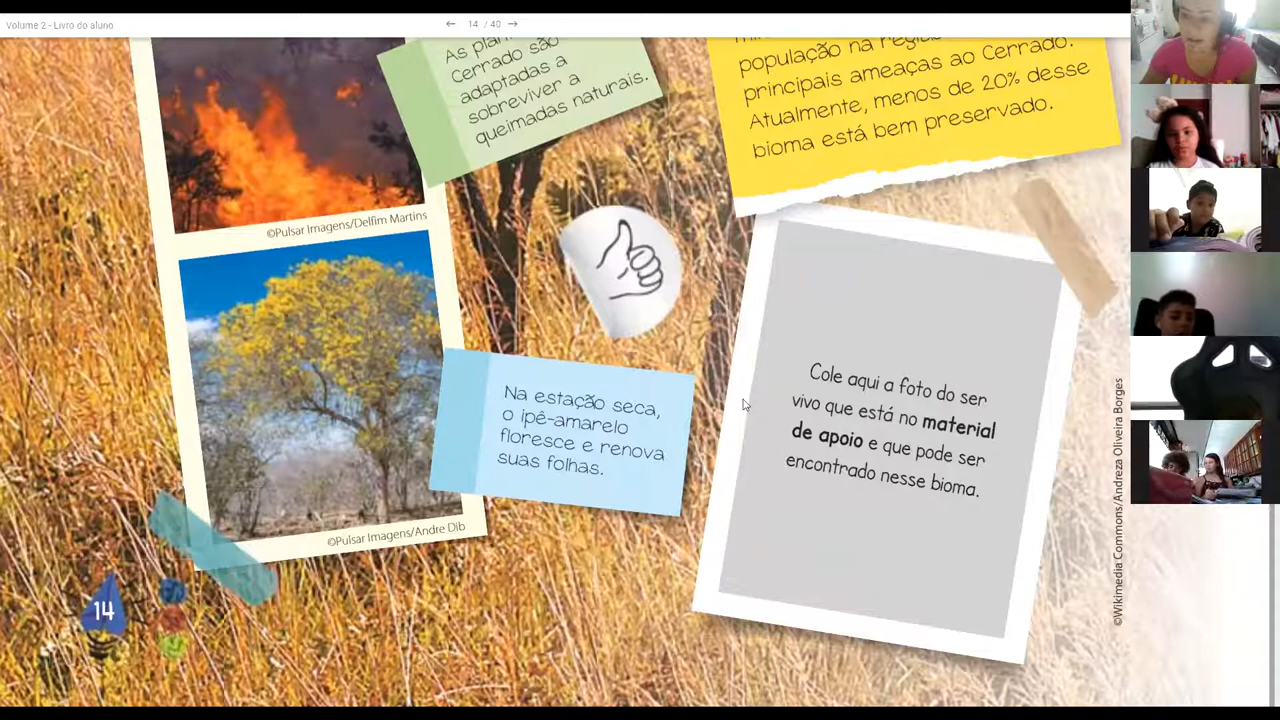 Volume 2 - Livro do aluno
← 14 / 40 →
Cerrado são
adaptadas a
sobreviver a
queimadas naturais.
população na
principais ameaças ao Cerrado.
Atualmente, menos de 20% desse
bioma está bem preservado.
©Pulsar Imagens/Delfim Martins
Na estação seca,
o ipê-amarelo
floresce e renova
suas folhas.
©Pulsar Imagens/Andre Dib
Cole aqui a foto do ser
vivo que está no material
de apoio e que pode ser
encontrado nesse bioma.
©Wikimedia Commons/Andreza Oliveira Borges
14